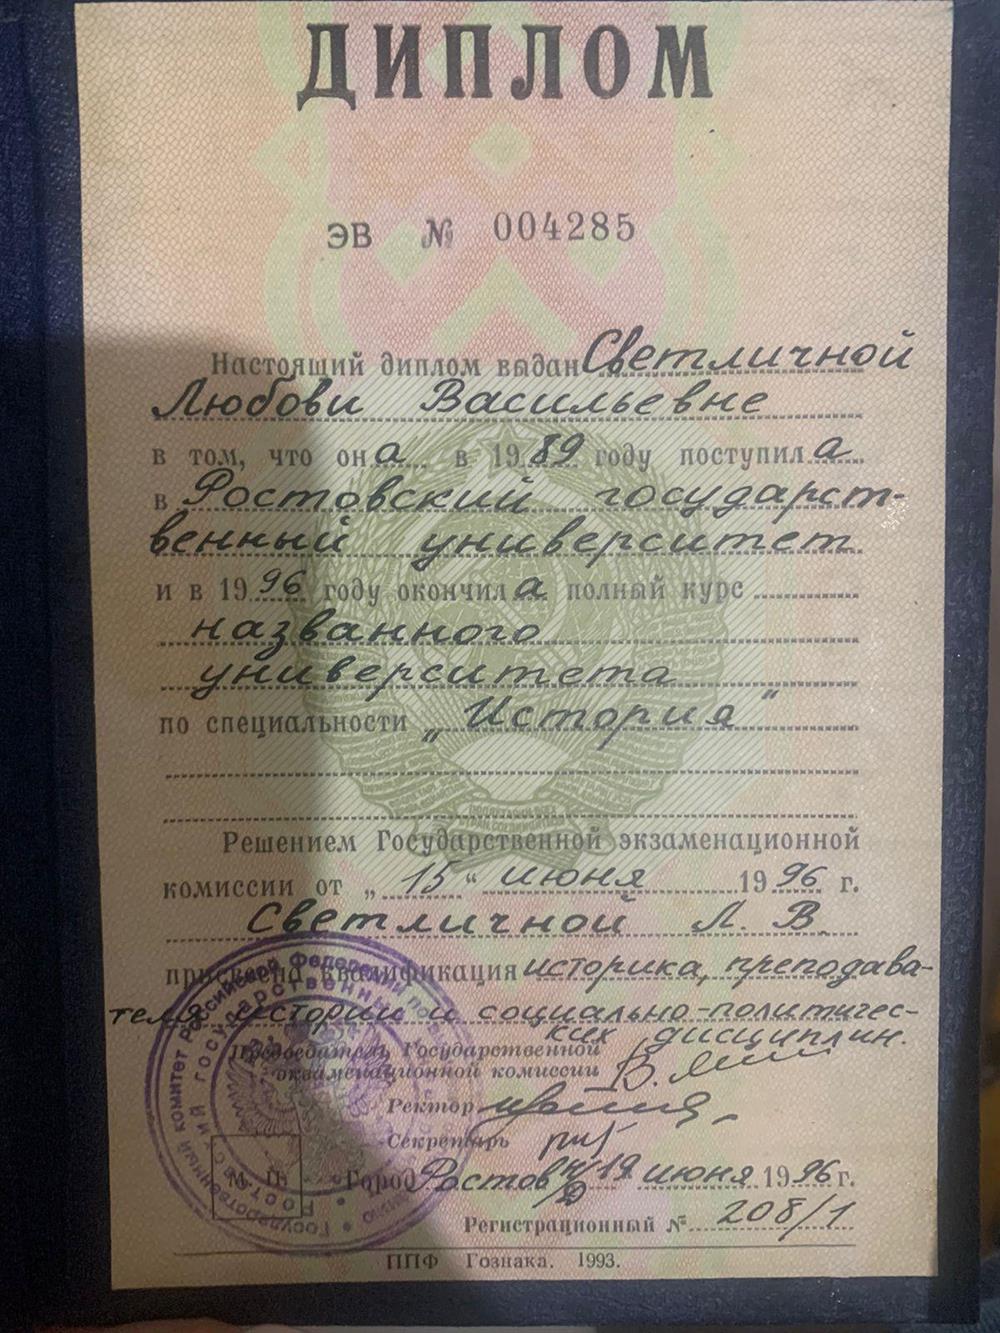 ДИПЛОМ
ЭВ № 004285
Настоящий диплом выдан Светличной
Любови Васильевне
в том, что она в 1989 году поступила
в Ростовский государст-
венный университет
и в 1996 году окончила полный курс
названного
университета
по специальности „История"
Решением Государственной экзаменационной
комиссии от „15" июня 1996 г.
Светличной Л. В.
присвоена квалификация историка, преподава-
теля истории и социально-политичес-
ких дисциплин.
Председатель Государственной
экзаменационной комиссии
Ректор
Секретарь
М. П. Город Ростов н/Д 19 июня 1996 г.
Регистрационный № 208/1
ППФ Гознака. 1993.